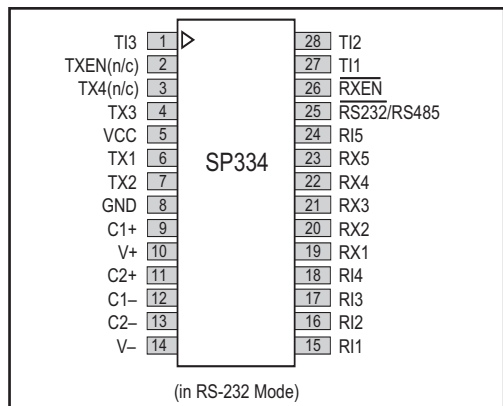 TI3 1 28 TI2
TXEN(n/c) 2 27 TI1
TX4(n/c) 3 26 RXEN
TX3 4 25 RS232/RS485
VCC 5 24 RI5
TX1 6 SP334 23 RX5
TX2 7 22 RX4
GND 8 21 RX3
C1+ 9 20 RX2
V+ 10 19 RX1
C2+ 11 18 RI4
C1– 12 17 RI3
C2– 13 16 RI2
V– 14 15 RI1
(in RS-232 Mode)